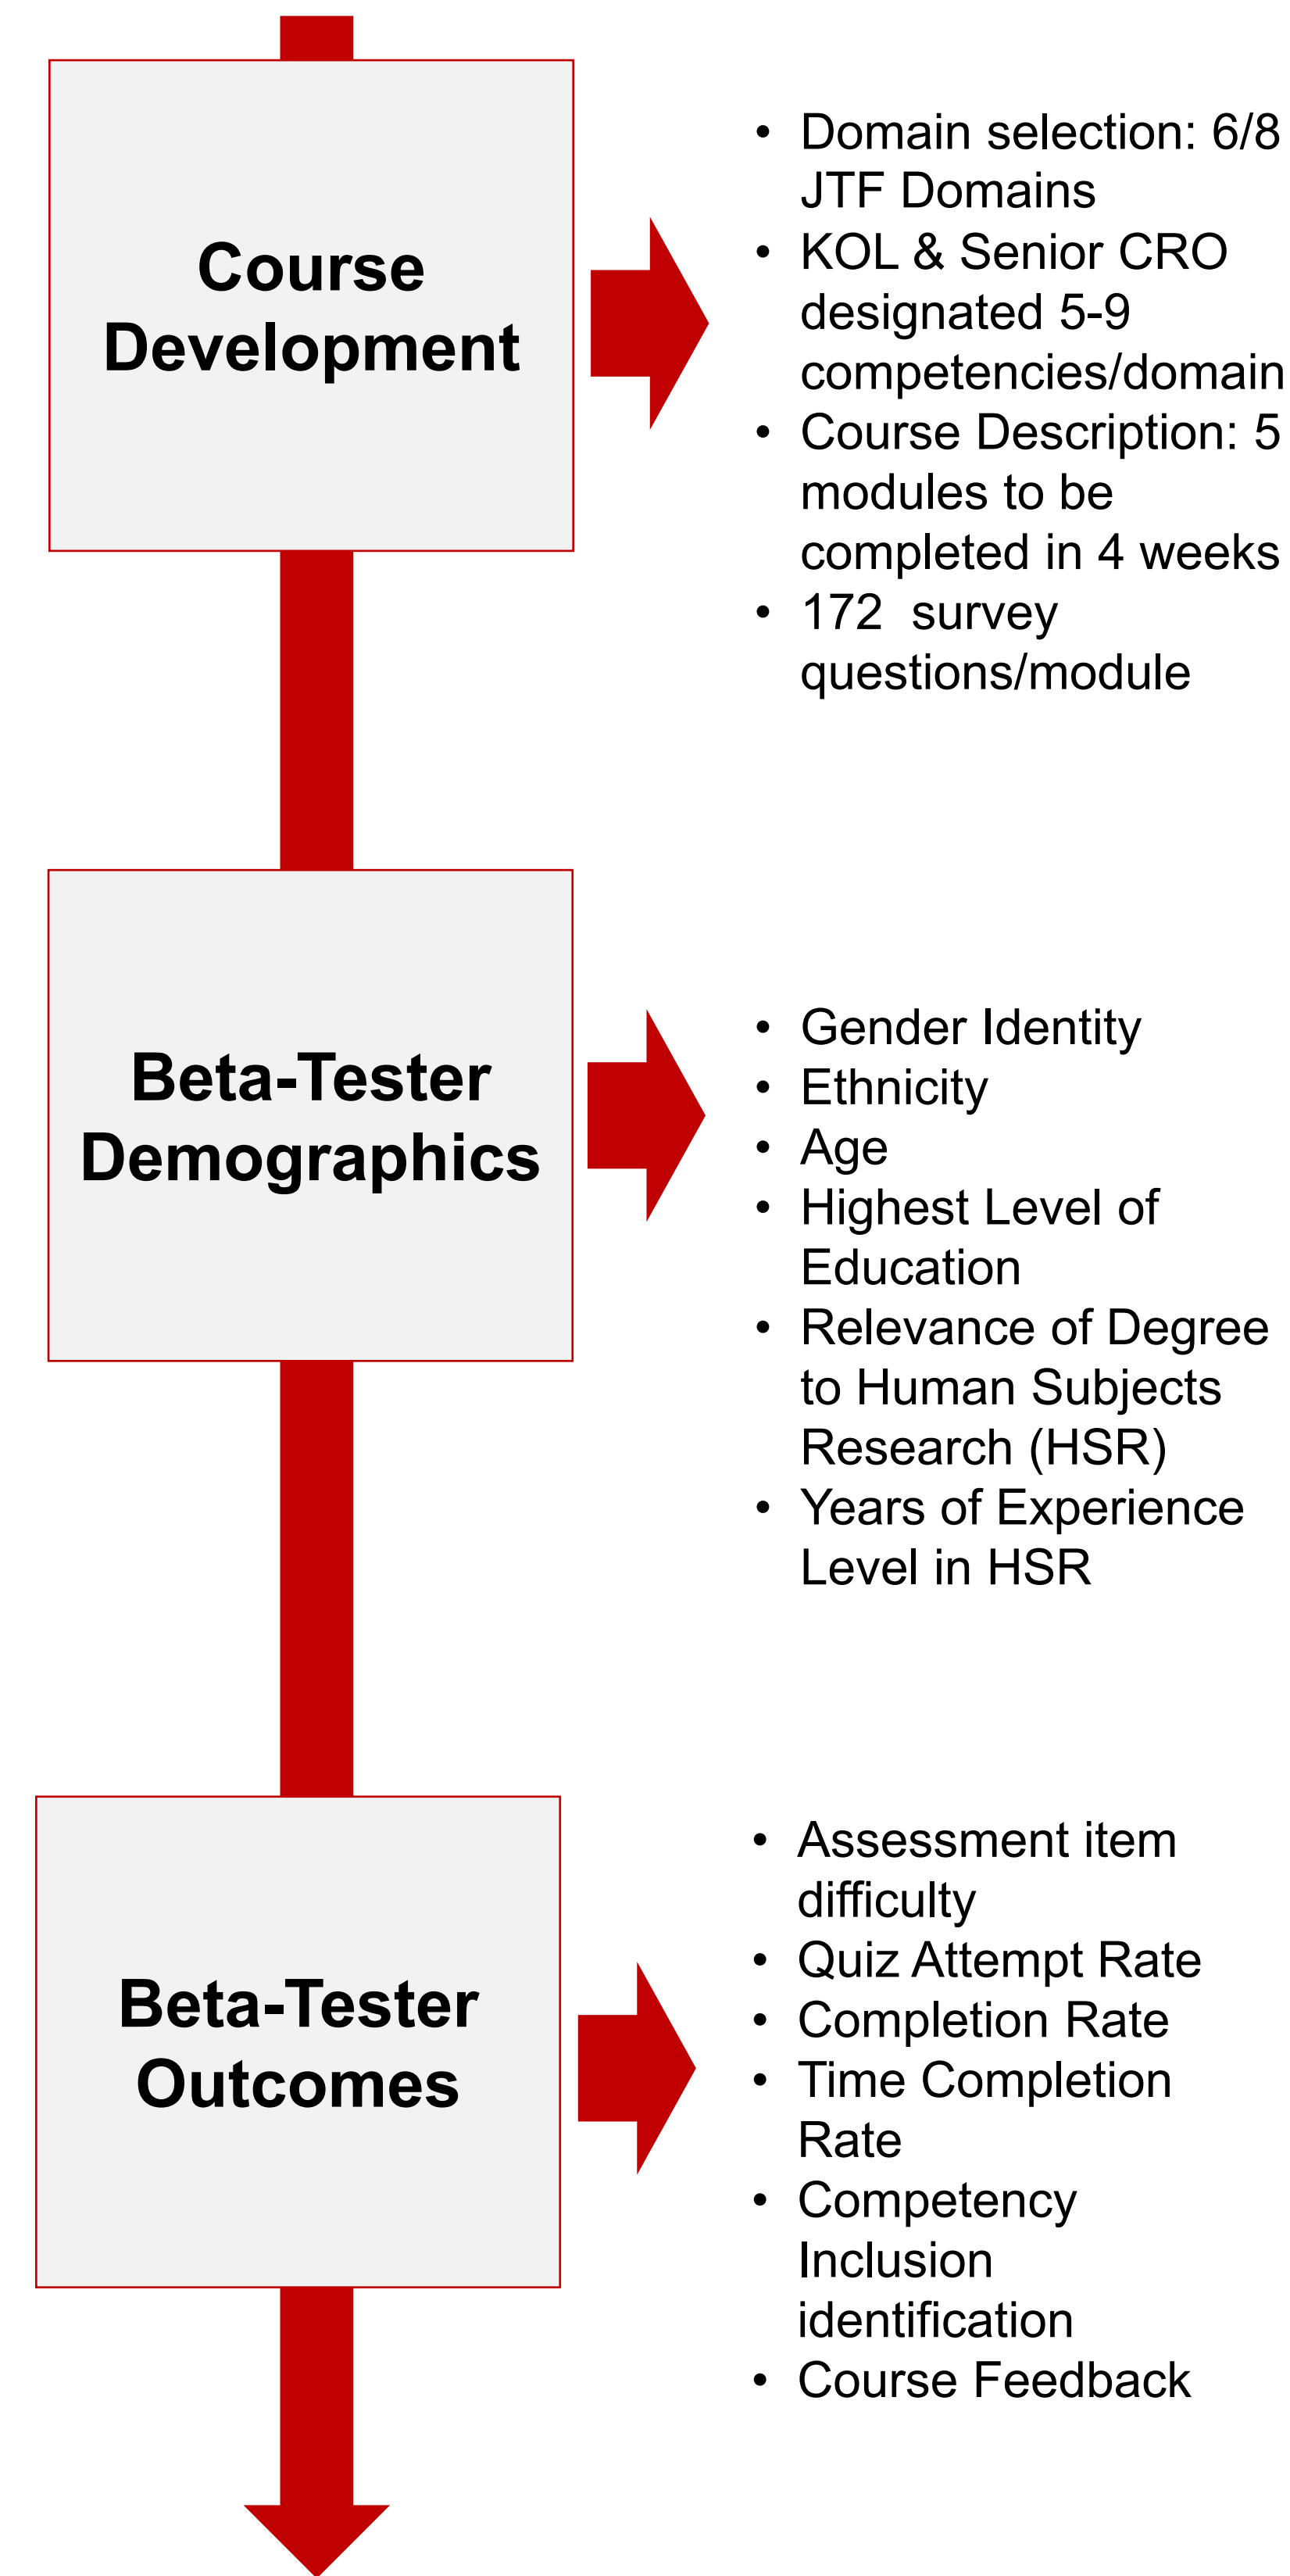 Course
Development
• Domain selection: 6/8
JTF Domains
• KOL & Senior CRO
designated 5-9
competencies/domain
• Course Description: 5
modules to be
completed in 4 weeks
• 172  survey
questions/module
Beta-Tester
Demographics
• Gender Identity
• Ethnicity
• Age
• Highest Level of
Education
• Relevance of Degree
to Human Subjects
Research (HSR)
• Years of Experience
Level in HSR
Beta-Tester
Outcomes
• Assessment item
difficulty
• Quiz Attempt Rate
• Completion Rate
• Time Completion
Rate
• Competency
Inclusion
identification
• Course Feedback